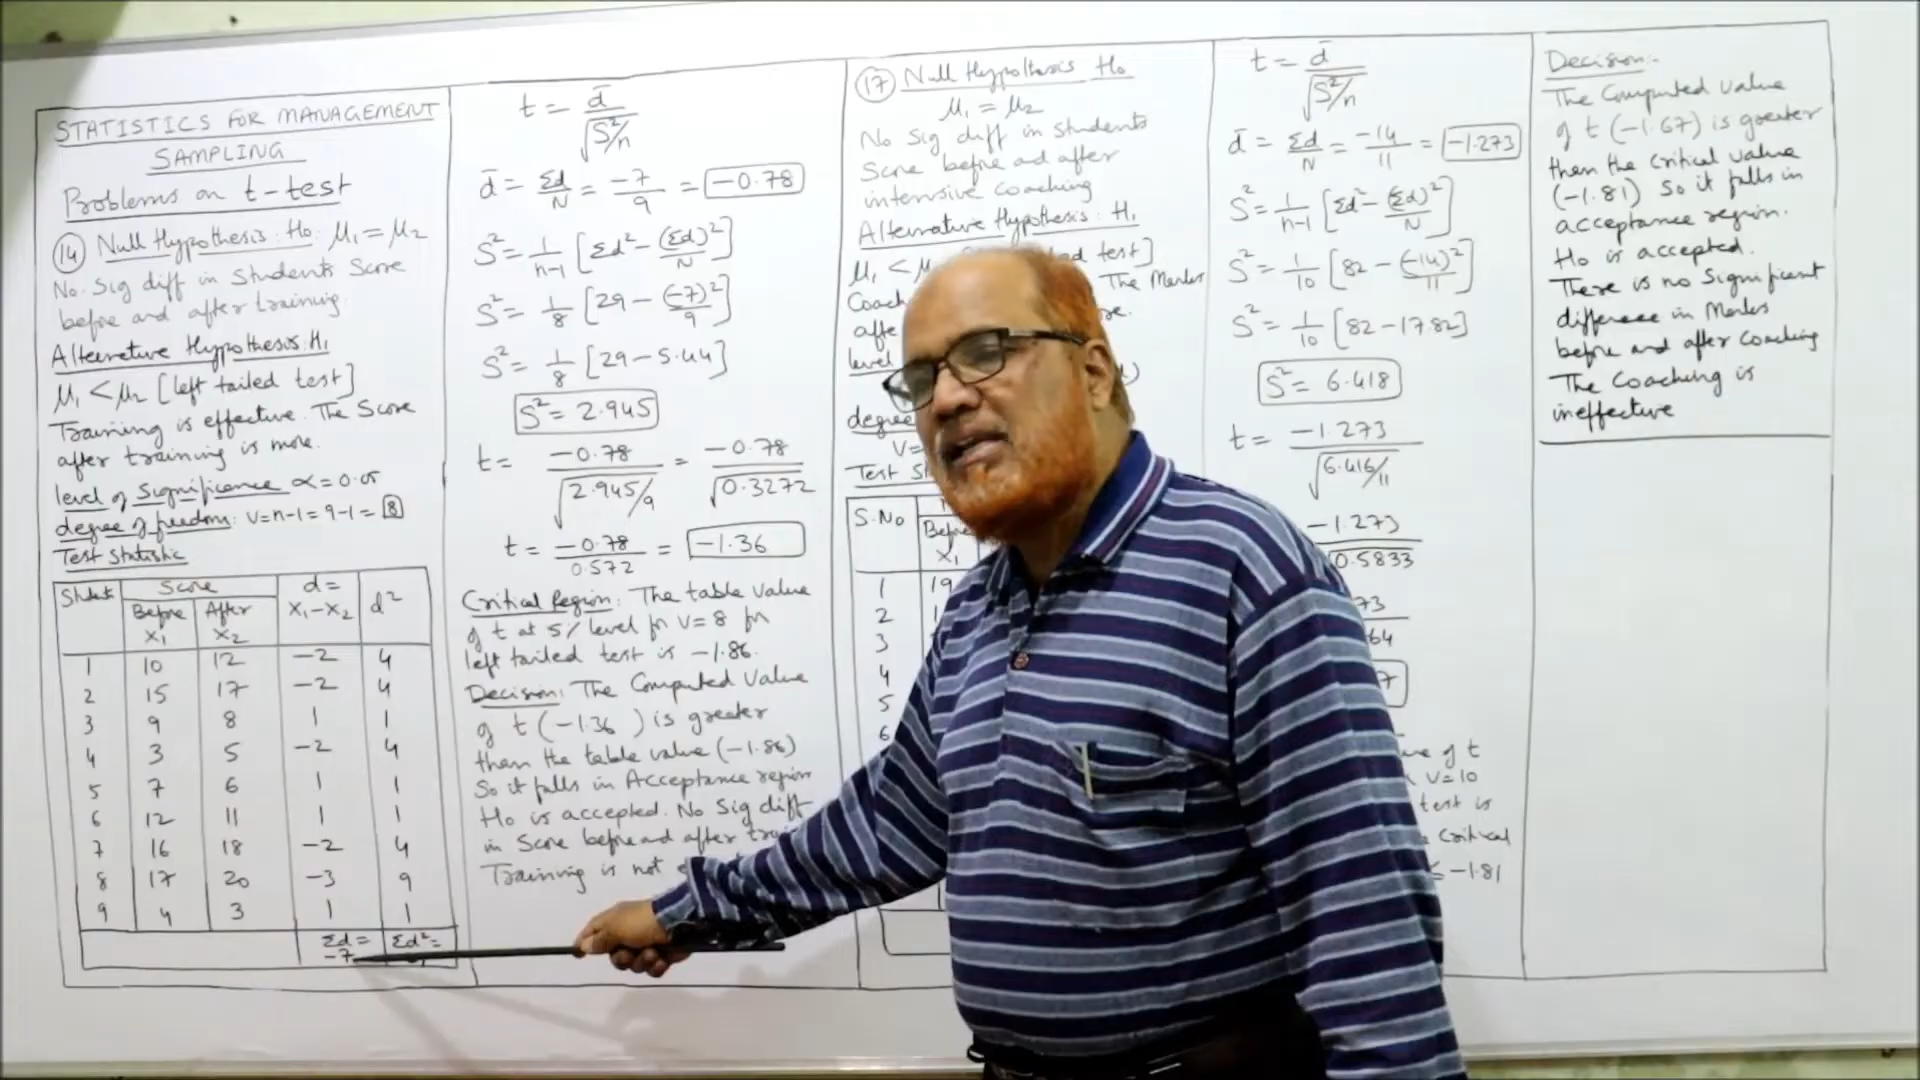 STATISTICS FOR MANAGEMENT
SAMPLING
Problems on t-test
(14) Null Hypothesis: H₀: μ₁ = μ₂
No. Sig diff in Students Score
before and after training.
Alternative Hypothesis: H₁
μ₁ < μ₂ [left tailed test]
Training is effective. The Score
after training is more.
level of Significance α = 0.05
degree of freedom: V = n-1 = 9-1 = 8
Test Statistic
Student Score d = X₁-X₂ d²
Before X₁ After X₂
1 10 12 -2 4
2 15 17 -2 4
3 9 8 1 1
4 3 5 -2 4
5 7 6 1 1
6 12 11 1 1
7 16 18 -2 4
8 17 20 -3 9
9 4 3 1 1
Σd = -7 Σd² =
t = d̄ / √(S²/n)
d̄ = Σd/N = -7/9 = -0.78
S² = 1/(n-1) [Σd² - (Σd)²/N]
S² = 1/8 [29 - (-7)²/9]
S² = 1/8 [29 - 5.44]
S² = 2.945
t = -0.78/√(2.945/9) = -0.78/√0.3272
t = -0.78/0.572 = -1.36
Critical Region: The table value
of t at 5% level for V = 8 for
left tailed test is -1.86.
Decision: The Computed Value
of t (-1.36) is greater
than the table value (-1.86)
So it falls in Acceptance region
H₀ is accepted. No Sig diff
in Score before and after
Training is not
(17) Null Hypothesis H₀
μ₁ = μ₂
No Sig diff in Students
Score before and after
intensive coaching
Alternative Hypothesis: H₁
μ₁ < test]
The Marks
level
degree
V =
Test
S.No
Before
X₁
1 19
2
3
4
5
6
t = d̄ / √(S²/n)
d̄ = Σd/N = -14/11 = -1.273
S² = 1/(n-1) [Σd² - (Σd)²/N]
S² = 1/10 [82 - (-14)²/11]
S² = 1/10 [82 - 17.82]
S² = 6.418
t = -1.273/√(6.416/11)
-1.273/√0.5833
73
64
7
of t
V = 10
test is
Critical
-1.81
Decision:-
The Computed value
of t (-1.67) is greater
then the critical value
(-1.81) So it falls in
acceptance region.
H₀ is accepted.
There is no Significant
difference in Marks
before and after coaching
The Coaching is
ineffective